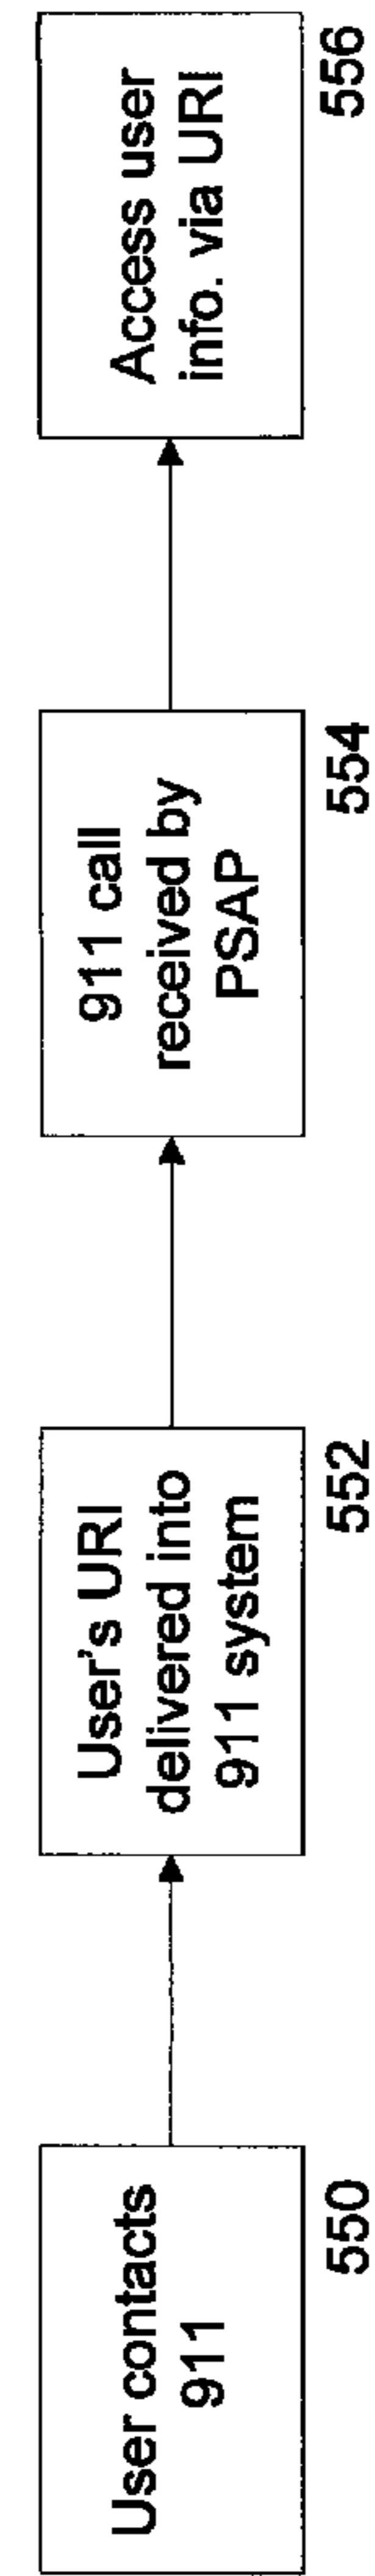 User contacts
911
550
User's URI
delivered into
911 system
552
911 call
received by
PSAP
554
Access user
info. via URI
556